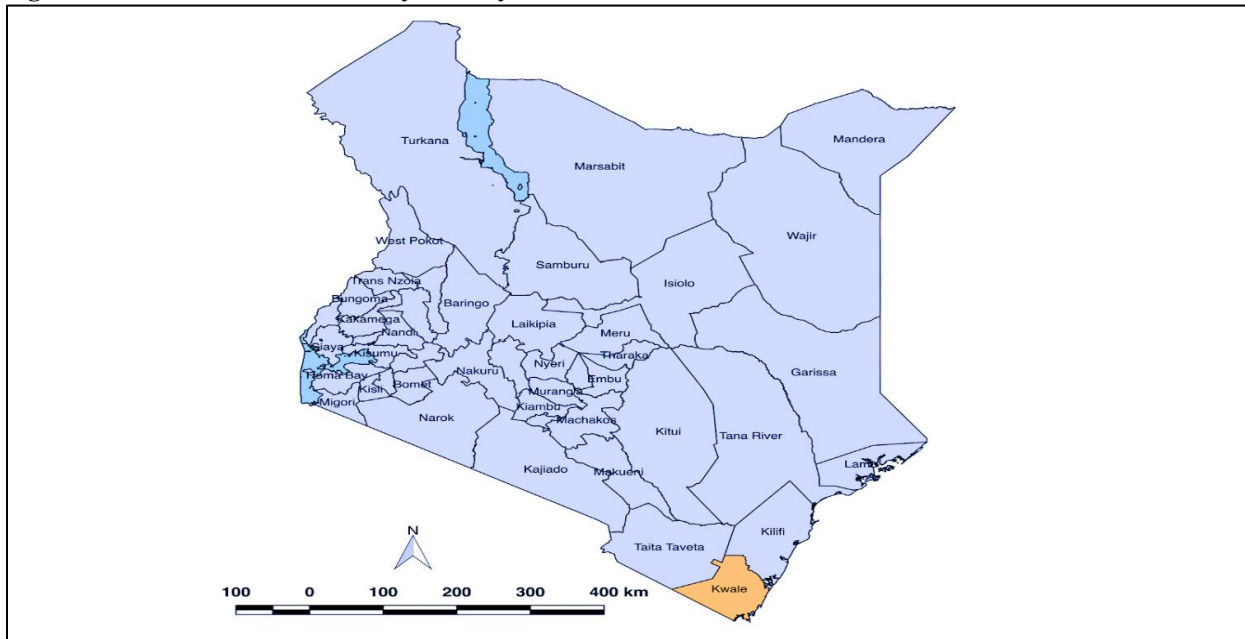 Mandera
Turkana
Marsabit
Wajir
West Pokot
Samburu
Isiolo
Trans Nzoia
Bungoma
Baringo
Kakamega
Laikipia
Meru
Nandi
Siaya
Kisumu
Tharaka
Nyeri
Nakuru
Garissa
Homa Bay
Embu
Bomet
Kisii
Muranga
Migori
Kiambu
Narok
Machakos
Kitui
Tana River
Lamu
Kajiado
Makueni
Kilifi
N
Taita Taveta
Kwale
100 0 100 200 300 400 km